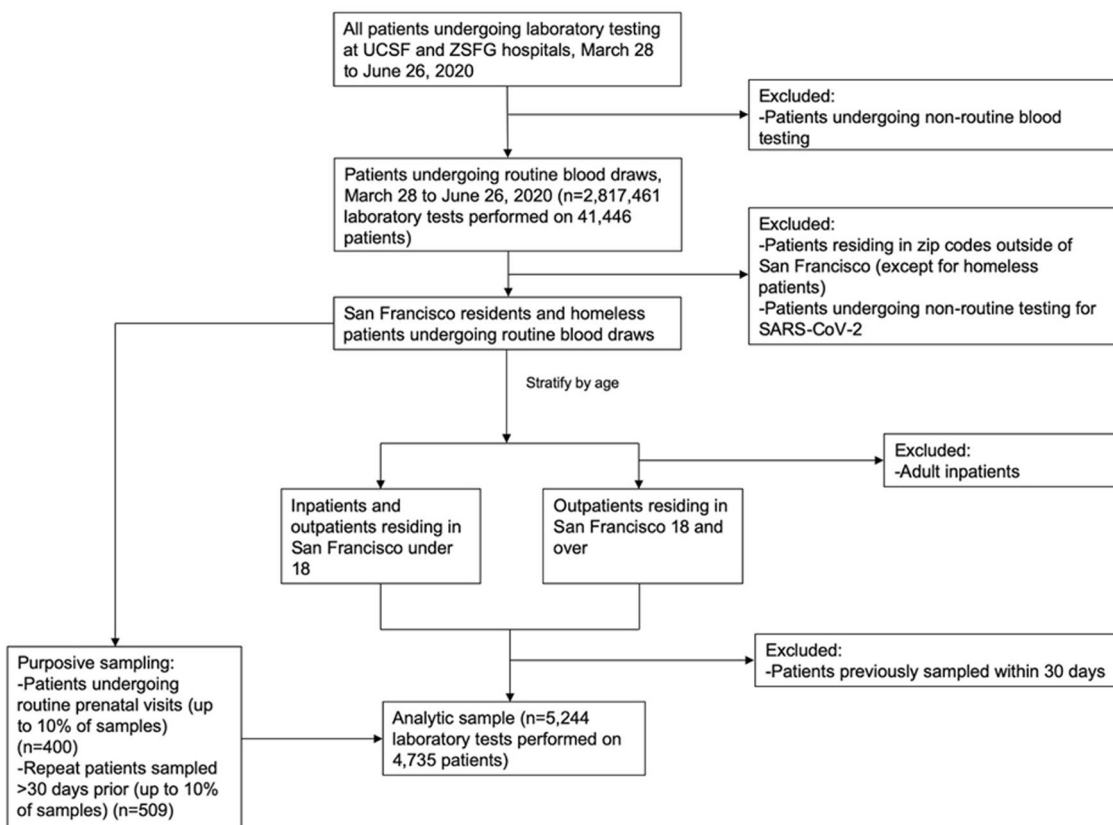 All patients undergoing laboratory testing
at UCSF and ZSFG hospitals, March 28
to June 26, 2020
Excluded:
-Patients undergoing non-routine blood
testing
Patients undergoing routine blood draws,
March 28 to June 26, 2020 (n=2,817,461
laboratory tests performed on 41,446
patients)
Excluded:
-Patients residing in zip codes outside of
San Francisco (except for homeless
patients)
-Patients undergoing non-routine testing for
SARS-CoV-2
San Francisco residents and homeless
patients undergoing routine blood draws
Stratify by age
Excluded:
-Adult inpatients
Inpatients and
outpatients residing in
San Francisco under
18
Outpatients residing in
San Francisco 18 and
over
Excluded:
-Patients previously sampled within 30 days
Purposive sampling:
-Patients undergoing
routine prenatal visits (up
to 10% of samples)
(n=400)
-Repeat patients sampled
>30 days prior (up to 10%
of samples) (n=509)
Analytic sample (n=5,244
laboratory tests performed on
4,735 patients)